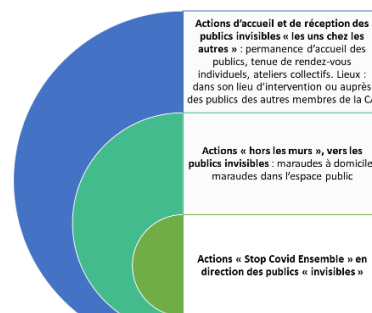 Actions d'accueil et de réception des
publics invisibles « les uns chez les
autres » : permanence d'accueil des
publics, tenue de rendez-vous
individuels, ateliers collectifs. Lieux :
dans son lieu d'intervention ou auprès
des publics des autres membres de la CA
Actions « hors les murs », vers les
publics invisibles : maraudes à domicile
maraudes dans l'espace public
Actions « Stop Covid Ensemble » en
direction des publics « invisibles »